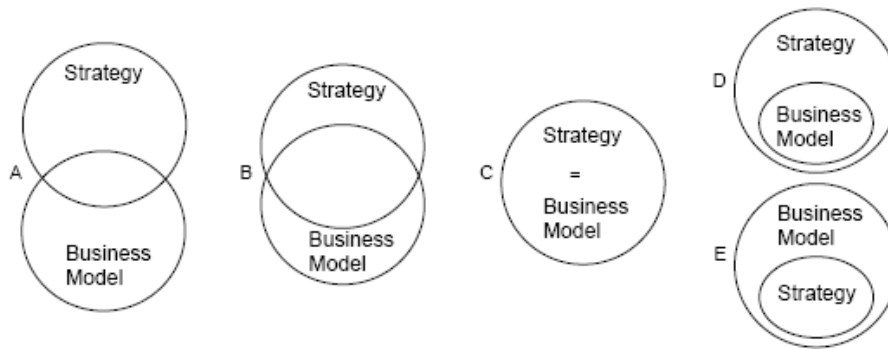 A
Strategy
Business
Model
B
Strategy
Business
Model
C
Strategy
=
Business
Model
D
Strategy
Business
Model
E
Business
Model
Strategy